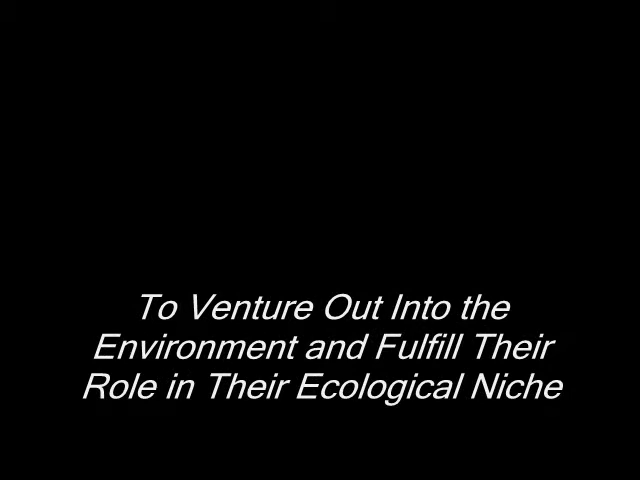 To Venture Out Into the
Environment and Fulfill Their
Role in Their Ecological Niche